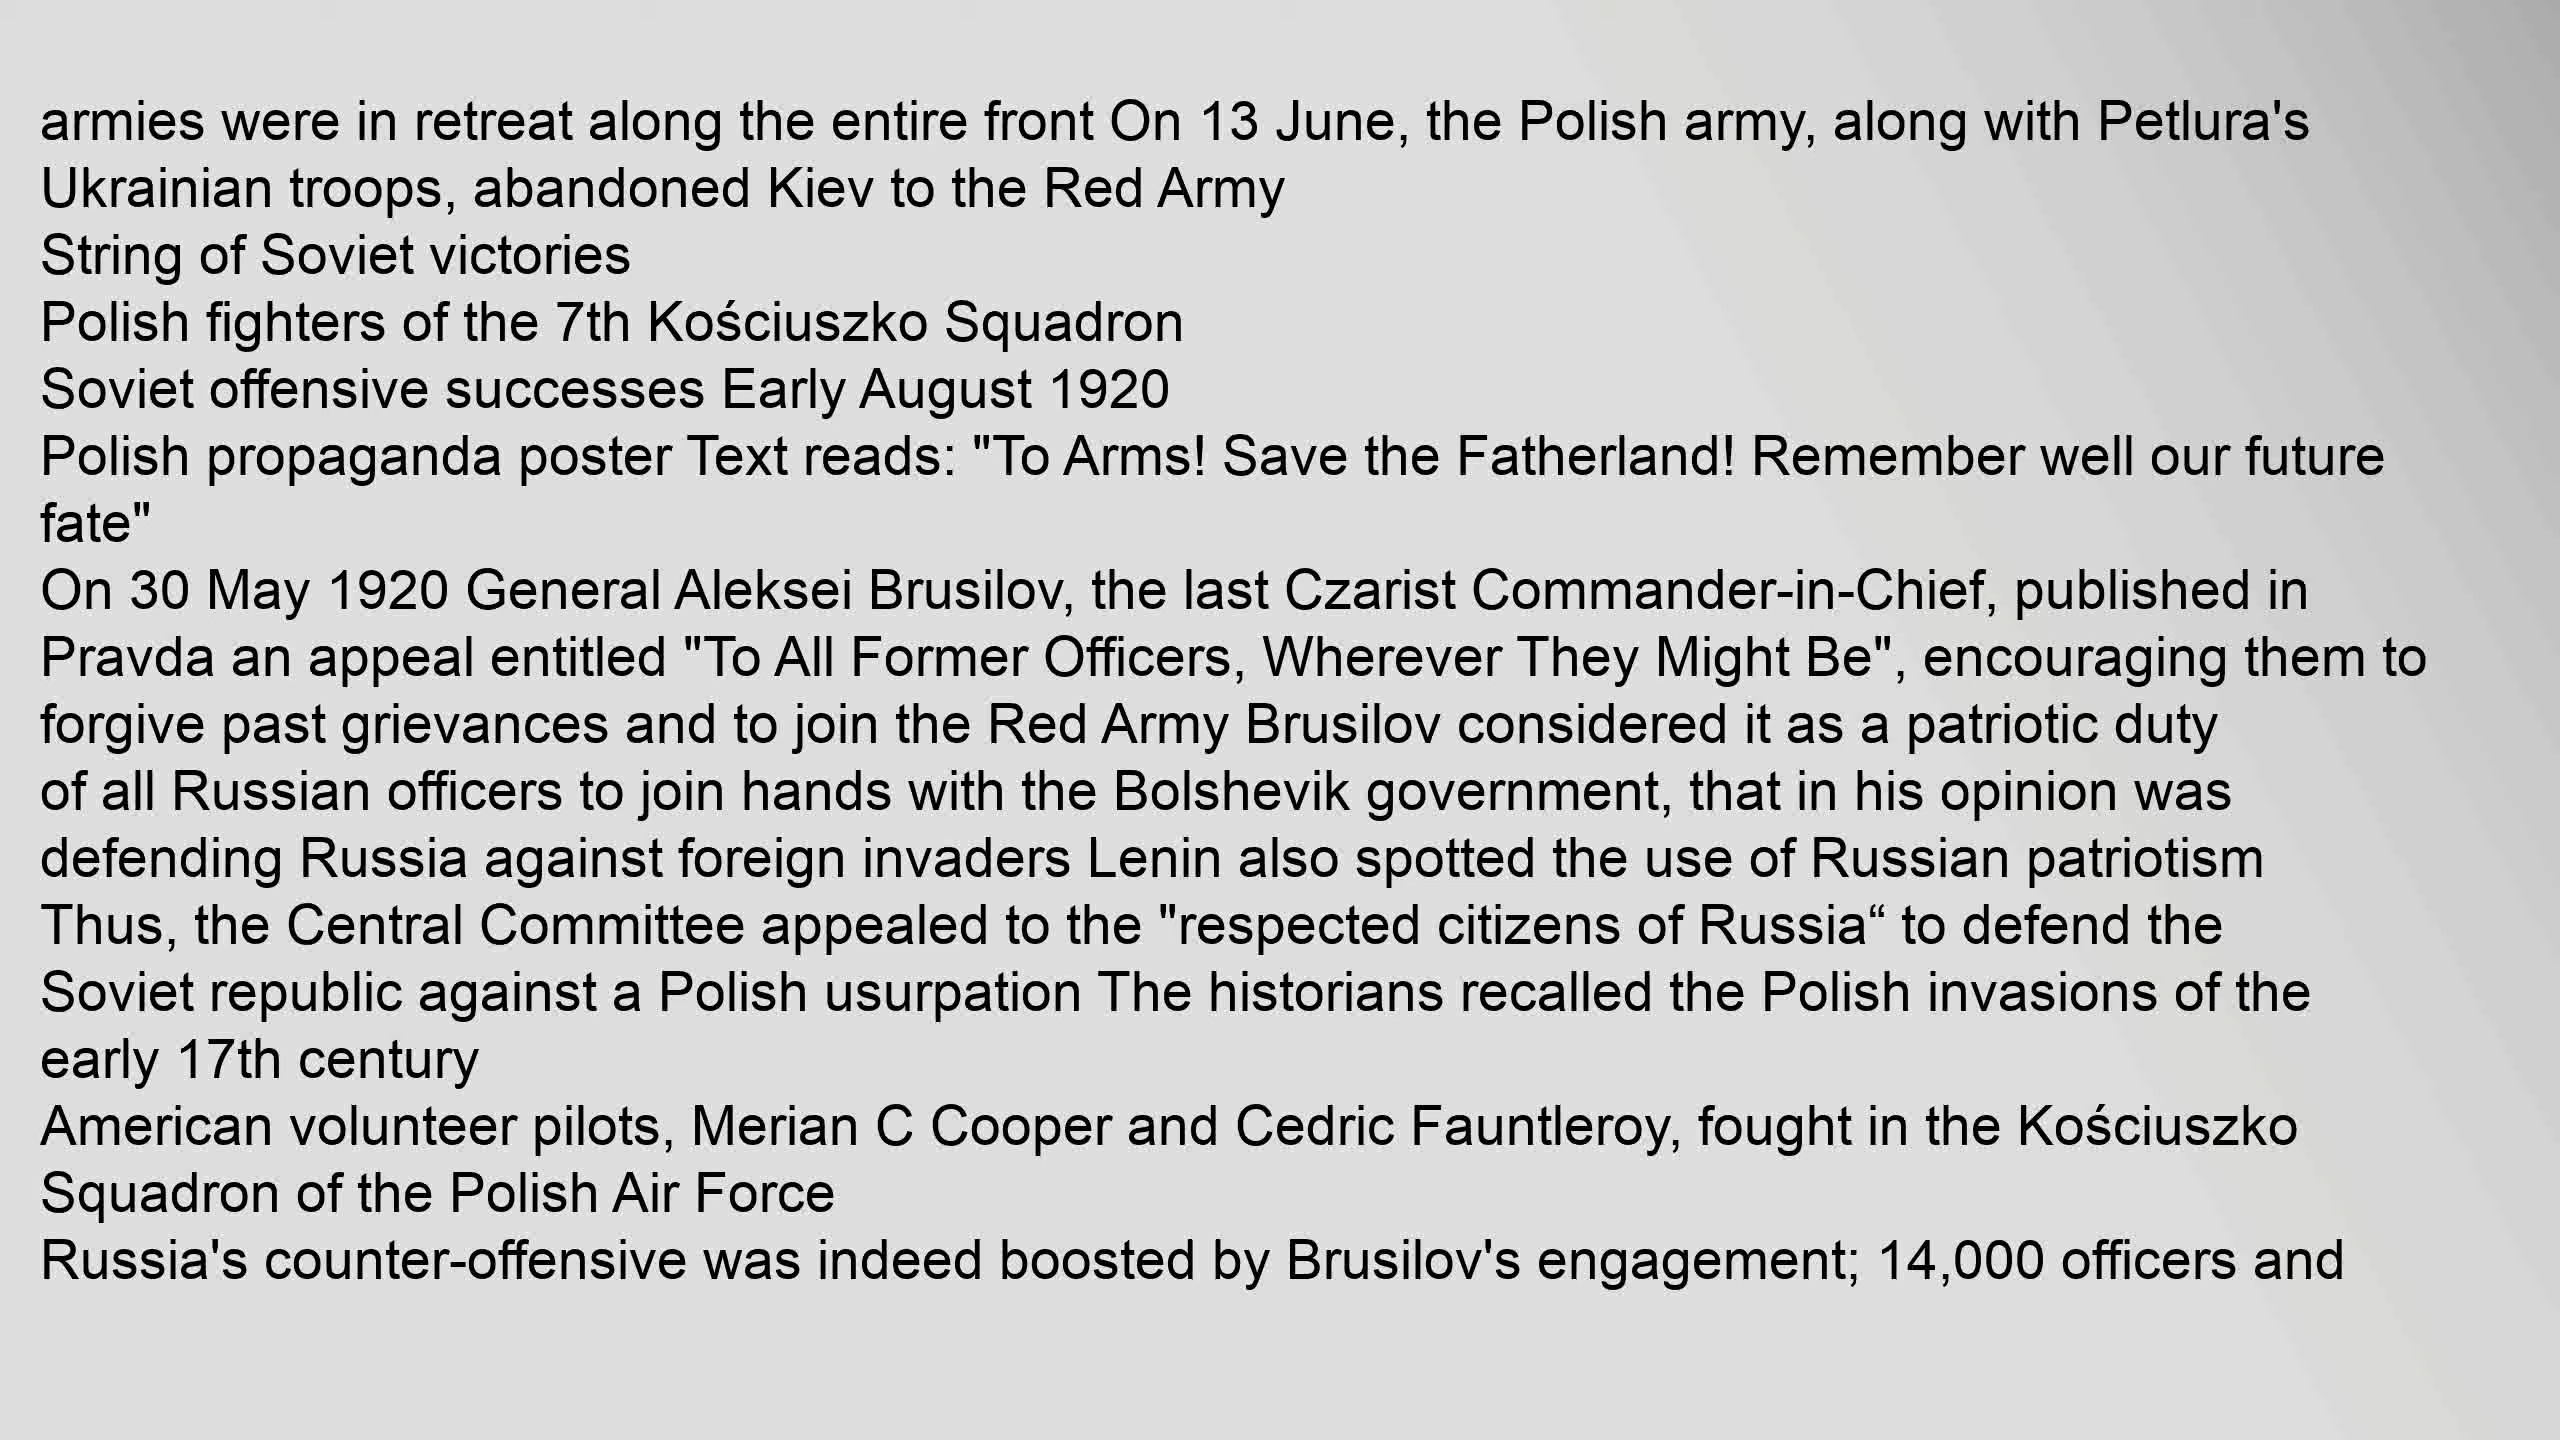 armies were in retreat along the entire front On 13 June, the Polish army, along with Petlura's
Ukrainian troops, abandoned Kiev to the Red Army
String of Soviet victories
Polish fighters of the 7th Kościuszko Squadron
Soviet offensive successes Early August 1920
Polish propaganda poster Text reads: "To Arms! Save the Fatherland! Remember well our future
fate"
On 30 May 1920 General Aleksei Brusilov, the last Czarist Commander-in-Chief, published in
Pravda an appeal entitled "To All Former Officers, Wherever They Might Be", encouraging them to
forgive past grievances and to join the Red Army Brusilov considered it as a patriotic duty
of all Russian officers to join hands with the Bolshevik government, that in his opinion was
defending Russia against foreign invaders Lenin also spotted the use of Russian patriotism
Thus, the Central Committee appealed to the "respected citizens of Russia“ to defend the
Soviet republic against a Polish usurpation The historians recalled the Polish invasions of the
early 17th century
American volunteer pilots, Merian C Cooper and Cedric Fauntleroy, fought in the Kościuszko
Squadron of the Polish Air Force
Russia's counter-offensive was indeed boosted by Brusilov's engagement; 14,000 officers and